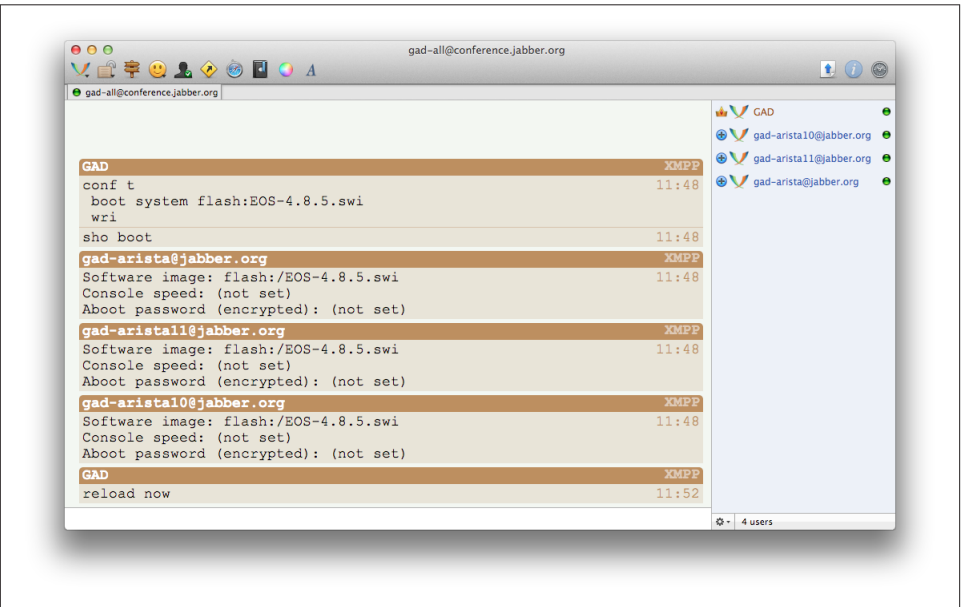 gad-all@conference.jabber.org
A
gad-all@conference.jabber.org
GAD XMPP
conf t 11:48
boot system flash:EOS-4.8.5.swi
wri
sho boot 11:48
gad-arista@jabber.org XMPP
Software image: flash:/EOS-4.8.5.swi 11:48
Console speed: (not set)
Aboot password (encrypted): (not set)
gad-arista11@jabber.org XMPP
Software image: flash:/EOS-4.8.5.swi 11:48
Console speed: (not set)
Aboot password (encrypted): (not set)
gad-arista10@jabber.org XMPP
Software image: flash:/EOS-4.8.5.swi 11:48
Console speed: (not set)
Aboot password (encrypted): (not set)
GAD XMPP
reload now 11:52
GAD
gad-arista10@jabber.org
gad-arista11@jabber.org
gad-arista@jabber.org
4 users